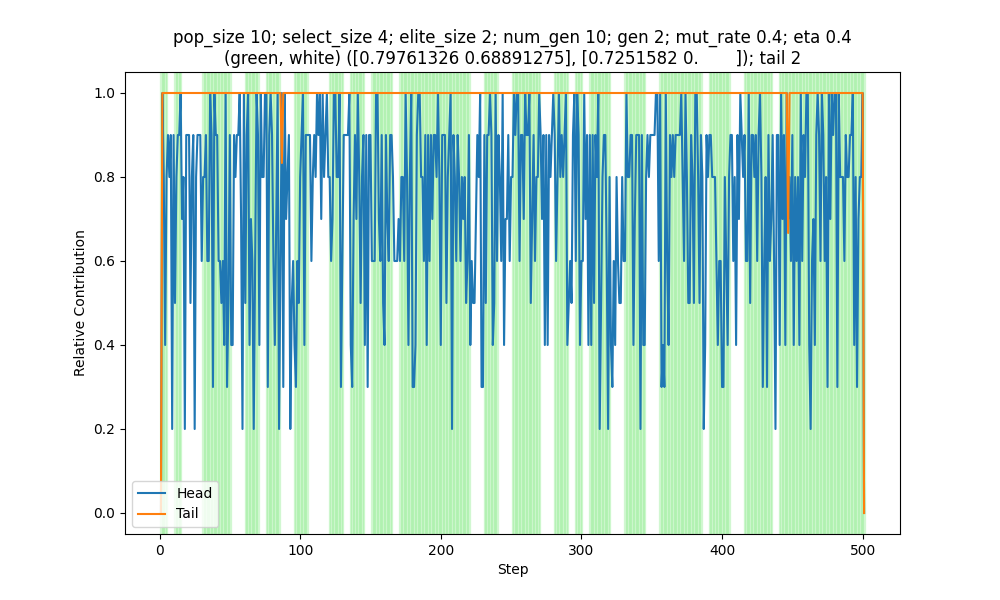 pop_size 10; select_size 4; elite_size 2; num_gen 10; gen 2; mut_rate 0.4; eta 0.4
(green, white) ([0.79761326 0.68891275], [0.7251582 0.        ]); tail 2
1.0
0.8
0.6
0.4
0.2
0.0
Relative Contribution
Head
Tail
0
100
200
300
400
500
Step